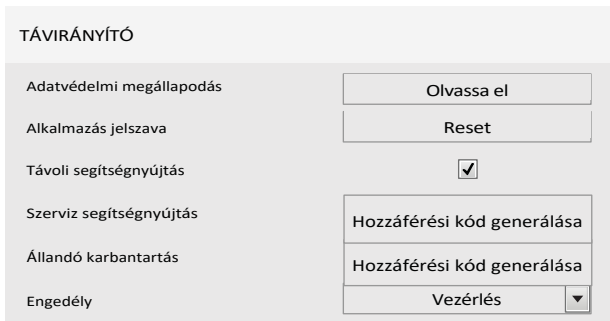 TÁVIRÁNYÍTÓ
Adatvédelmi megállapodás Olvassa el
Alkalmazás jelszava Reset
Távoli segítségnyújtás
Szerviz segítségnyújtás Hozzáférési kód generálása
Állandó karbantartás Hozzáférési kód generálása
Engedély Vezérlés